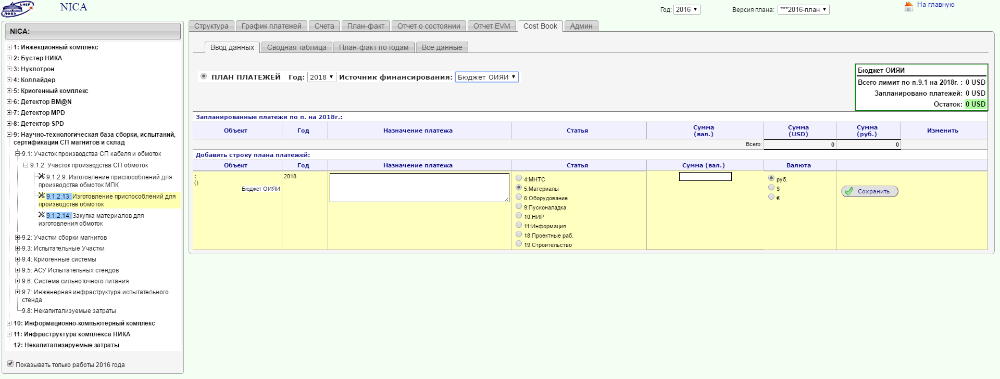 LHEP
ЛФВЭ
NICA
Год: 2016
Версия плана: ***2016-план
На главную
NICA:
1: Инжекционный комплекс
2: Бустер НИКА
3: Нуклотрон
4: Коллайдер
5: Криогенный комплекс
6: Детектор BM@N
7: Детектор MPD
8: Детектор SPD
9: Научно-технологическая база сборки, испытаний,
сертификации СП магнитов и склад
9.1: Участок производства СП кабеля и обмоток
9.1.2: Участок производства СП обмоток
9.1.2.9: Изготовление приспособлений для
производства обмоток МПК
9.1.2.13: Изготовление приспособлений для
производства обмоток
9.1.2.14: Закупка материалов для
изготовления обмоток
9.2: Участки сборки магнитов
9.3: Испытательные Участки
9.4: Криогенные системы
9.5: АСУ Испытательных стендов
9.6: Система сильноточного питания
9.7: Инженерная инфраструктура испытательного
стенда
9.8: Некапитализуемые затраты
10: Информационно-компьютерный комплекс
11: Инфраструктура комплекса НИКА
12: Некапитализируемые затраты
Показывать только работы 2016 года
Структура График платежей Счета План-факт Отчет о состоянии Отчет EVM Cost Book Админ
Ввод данных Сводная таблица План-факт по годам Все данные
ПЛАН ПЛАТЕЖЕЙ Год: 2018 Источник финансирования: Бюджет ОИЯИ
Бюджет ОИЯИ
Всего лимит по п.9.1 на 2018г. : 0 USD
Запланировано платежей: 0 USD
Остаток: 0 USD
Запланированные платежи по п. на 2018г.:
Объект Год Назначение платежа Статья Сумма (вал.) Сумма (USD) Сумма (руб.) Изменить
Всего: 0 0
Добавить строку плана платежей:
Объект Год Назначение платежа Статья Сумма (вал.) Валюта
:
()
Бюджет ОИЯИ
2018
4:МНТС
5:Материалы
6:Оборудование
9:Пусконаладка
10:НИР
11:Информация
18:Проектные раб.
19:Строительство
руб.
$
€
Сохранить